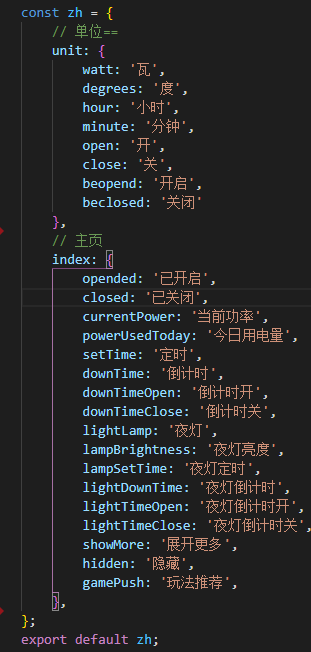 const zh = {
// 单位==
unit: {
watt: '瓦',
degrees: '度',
hour: '小时',
minute: '分钟',
open: '开',
close: '关',
beopend: '开启',
beclosed: '关闭'
},
// 主页
index: {
opended: '已开启',
closed: '已关闭',
currentPower: '当前功率',
powerUsedToday: '今日用电量',
setTime: '定时',
downTime: '倒计时',
downTimeOpen: '倒计时开',
downTimeClose: '倒计时关',
lightLamp: '夜灯',
lampBrightness: '夜灯亮度',
lampSetTime: '夜灯定时',
lightDownTime: '夜灯倒计时',
lightTimeOpen: '夜灯倒计时开',
lightTimeClose: '夜灯倒计时关',
showMore: '展开更多',
hidden: '隐藏',
gamePush: '玩法推荐',
},
};
export default zh;